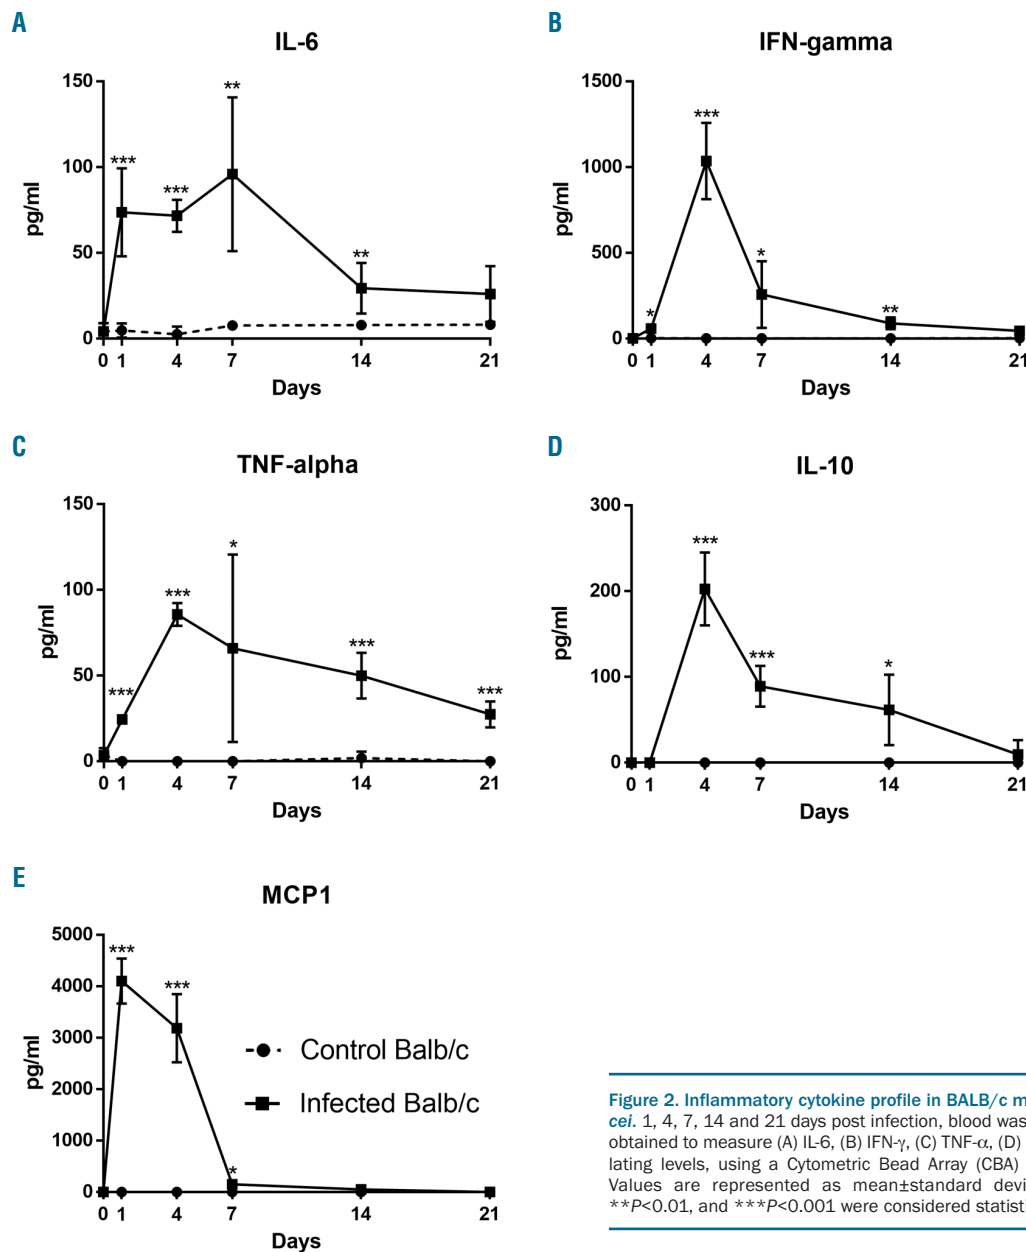 A
IL-6
150
100
50
0
pg/ml
***
***
**
**
0 1 4 7 14 21
Days
B
IFN-gamma
1500
1000
500
0
pg/ml
*
***
*
**
0 1 4 7 14 21
Days
C
TNF-alpha
150
100
50
0
pg/ml
***
***
*
***
***
0 1 4 7 14 21
Days
D
IL-10
300
200
100
0
pg/ml
***
***
*
0 1 4 7 14 21
Days
E
MCP1
5000
4000
3000
2000
1000
0
pg/ml
***
***
*
0 1 4 7 14 21
Days
Control Balb/c
Infected Balb/c
Figure 2. Inflammatory cytokine profile in BALB/c m
cei. 1, 4, 7, 14 and 21 days post infection, blood was
obtained to measure (A) IL-6, (B) IFN-γ, (C) TNF-α, (D)
lating levels, using a Cytometric Bead Array (CBA)
Values are represented as mean±standard devi
**P<0.01, and ***P<0.001 were considered statisti